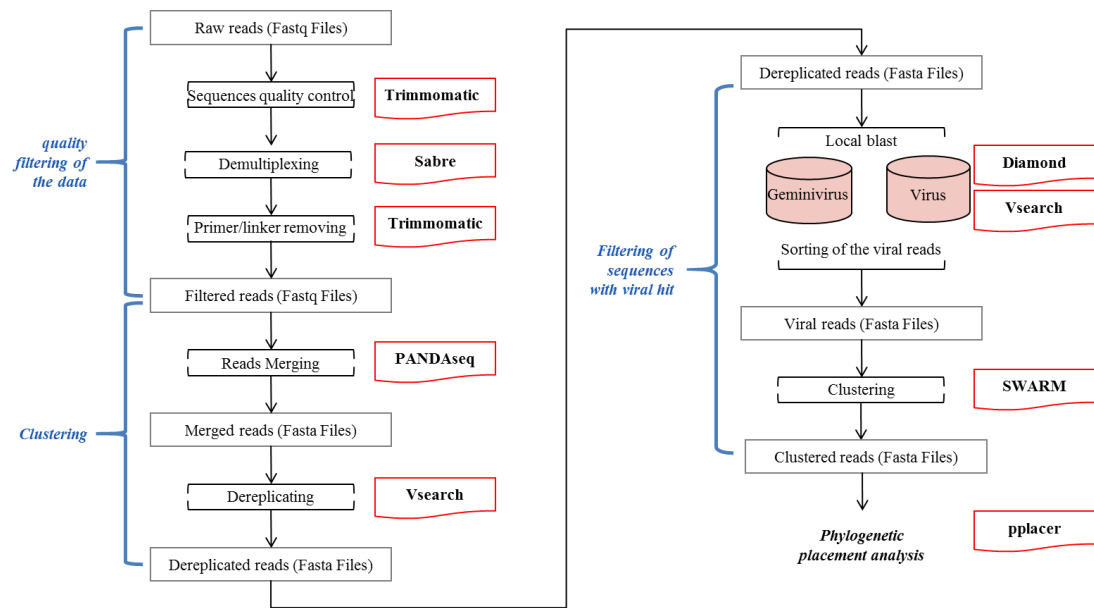 Raw reads (Fastq Files)
Sequences quality control
Trimmomatic
quality
filtering of
the data
Demultiplexing
Sabre
Primer/linker removing
Trimmomatic
Filtered reads (Fastq Files)
Reads Merging
PANDAseq
Clustering
Merged reads (Fasta Files)
Dereplicating
Vsearch
Dereplicated reads (Fasta Files)
Dereplicated reads (Fasta Files)
Local blast
Geminivirus
Virus
Diamond
Vsearch
Filtering of
sequences
with viral hit
Sorting of the viral reads
Viral reads (Fasta Files)
Clustering
SWARM
Clustered reads (Fasta Files)
Phylogenetic
placement analysis
pplacer